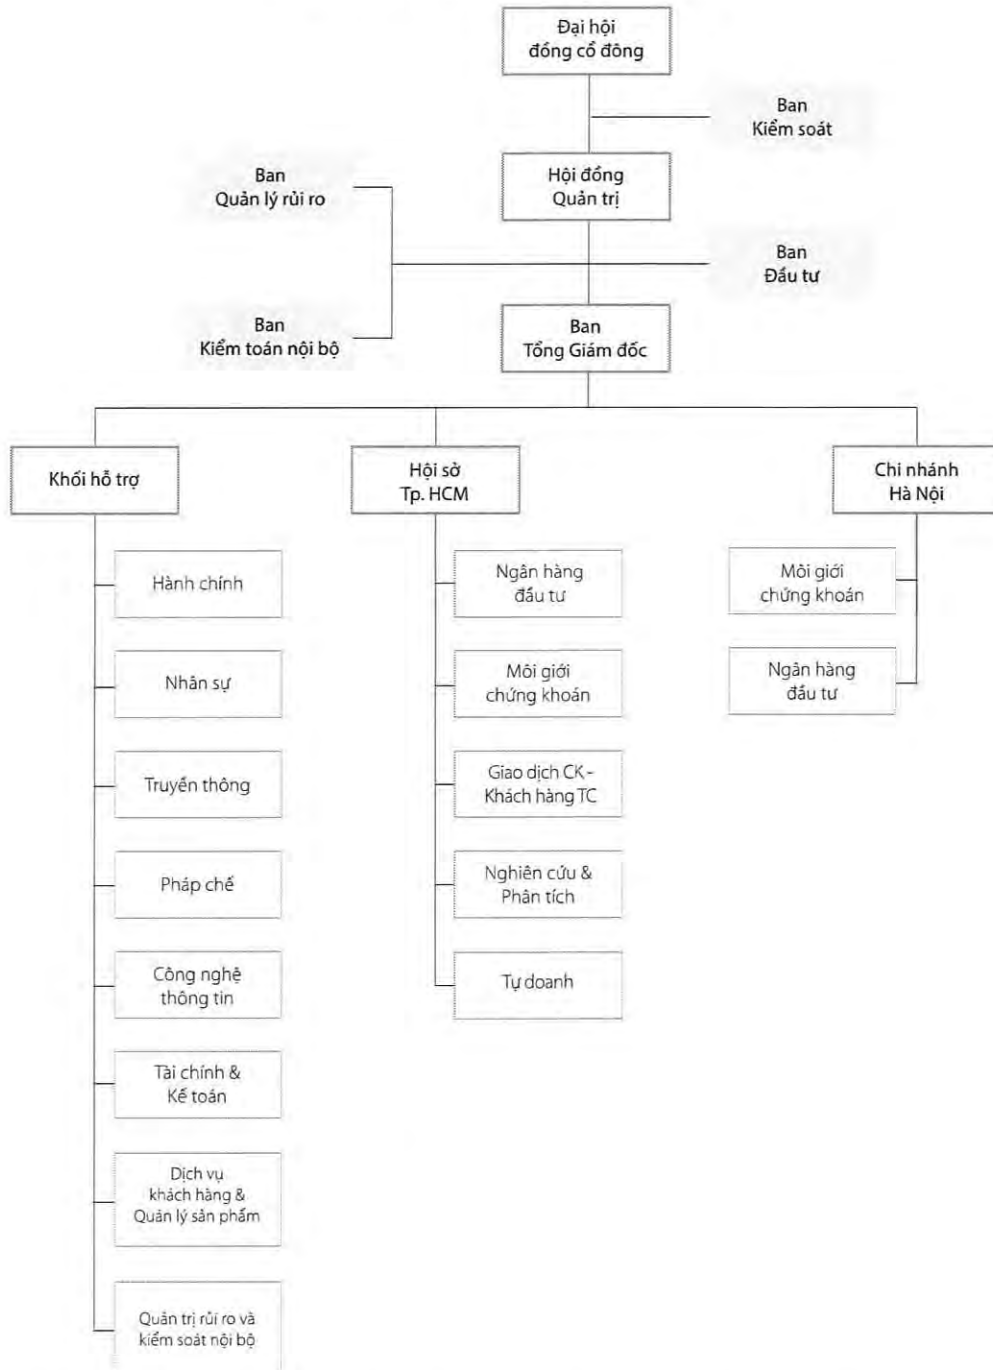 Đại hội
đồng cổ đông
Ban
Kiểm soát
Hội đồng
Quản trị
Ban
Quản lý rủi ro
Ban
Đầu tư
Ban
Kiểm toán nội bộ
Ban
Tổng Giám đốc
Khối hỗ trợ
Hội sở
Tp. HCM
Chi nhánh
Hà Nội
Hành chính
Nhân sự
Truyền thông
Pháp chế
Công nghệ
thông tin
Tài chính &
Kế toán
Dịch vụ
khách hàng &
Quản lý sản phẩm
Quản trị rủi ro và
kiểm soát nội bộ
Ngân hàng
đầu tư
Môi giới
chứng khoán
Giao dịch CK -
Khách hàng TC
Nghiên cứu &
Phân tích
Tự doanh
Môi giới
chứng khoán
Ngân hàng
đầu tư